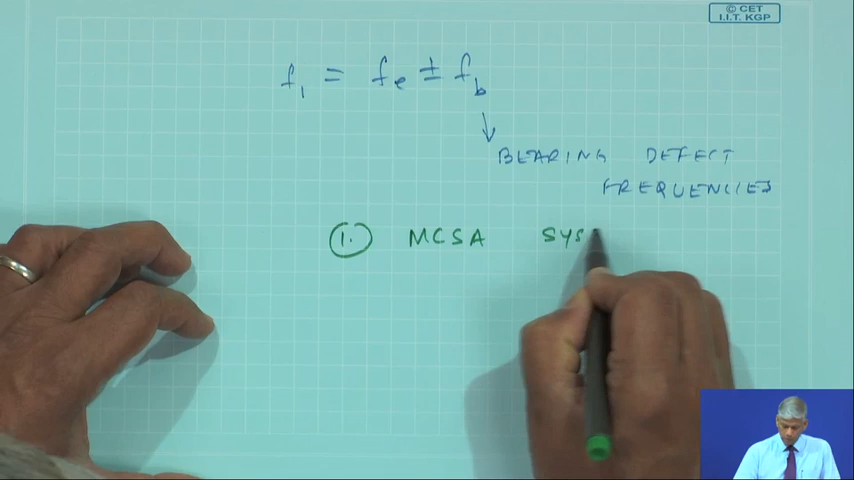 © CET
I.I.T. KGP
f₁ = fe ± fb
BEARING DEFECT
FREQUENCIES
1. MCSA SYS